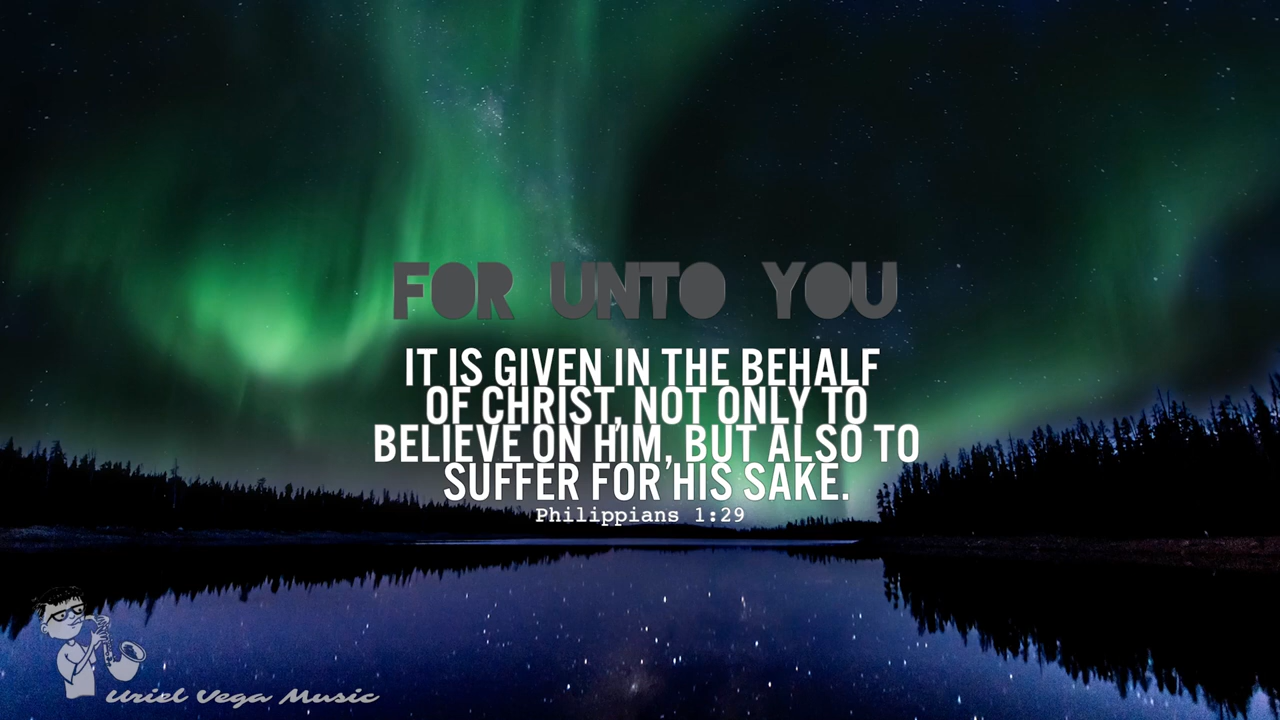 FOR UNTO YOU
IT IS GIVEN IN THE BEHALF
OF CHRIST, NOT ONLY TO
BELIEVE ON HIM, BUT ALSO TO
SUFFER FOR HIS SAKE.
Philippians 1:29
Uriel Vega Music